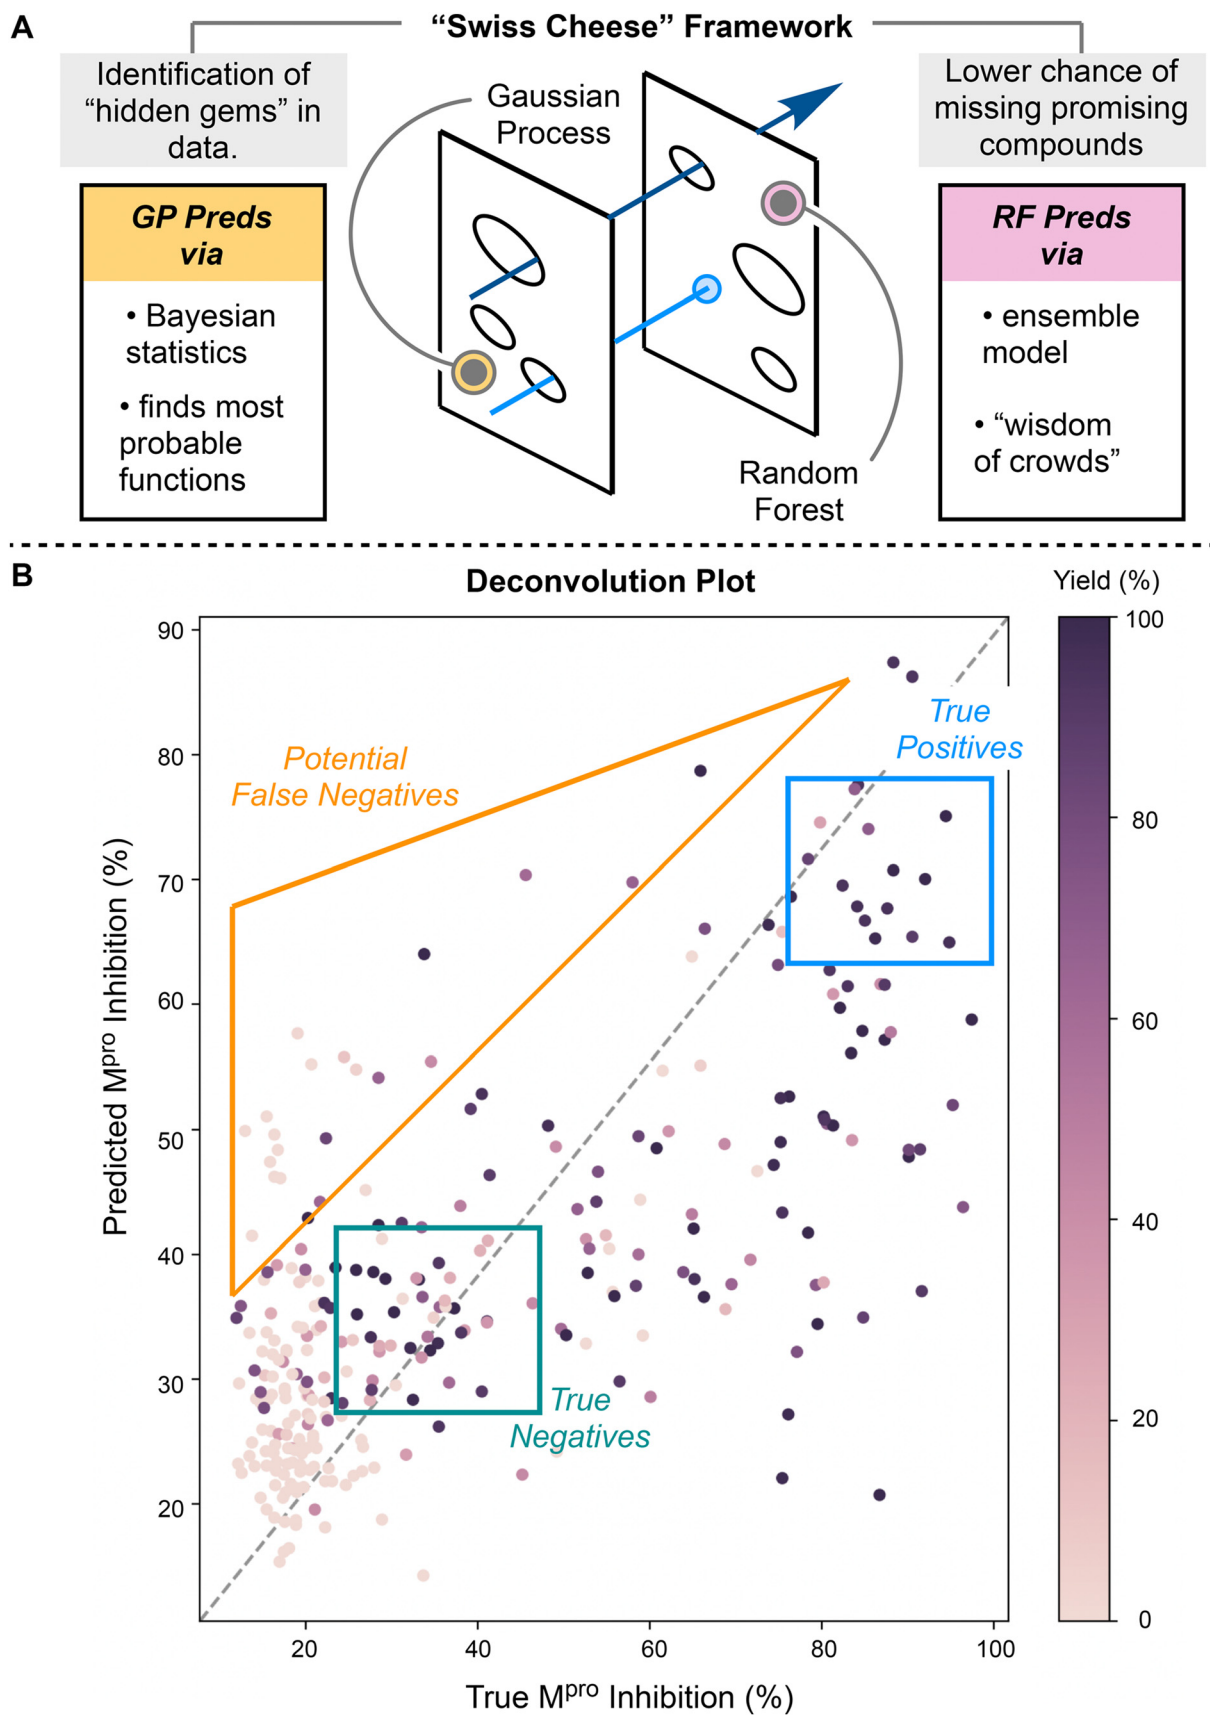 A
“Swiss Cheese” Framework
Identification of
“hidden gems” in
data.
GP Preds
via
• Bayesian
statistics
• finds most
probable
functions
Gaussian
Process
Random
Forest
Lower chance of
missing promising
compounds
RF Preds
via
• ensemble
model
• “wisdom
of crowds”
B
Deconvolution Plot
Yield (%)
Potential
False Negatives
True
Positives
True
Negatives
Predicted Mᵖʳᵒ Inhibition (%)
90
80
70
60
50
40
30
20
20
40
60
80
100
True Mᵖʳᵒ Inhibition (%)
100
80
60
40
20
0